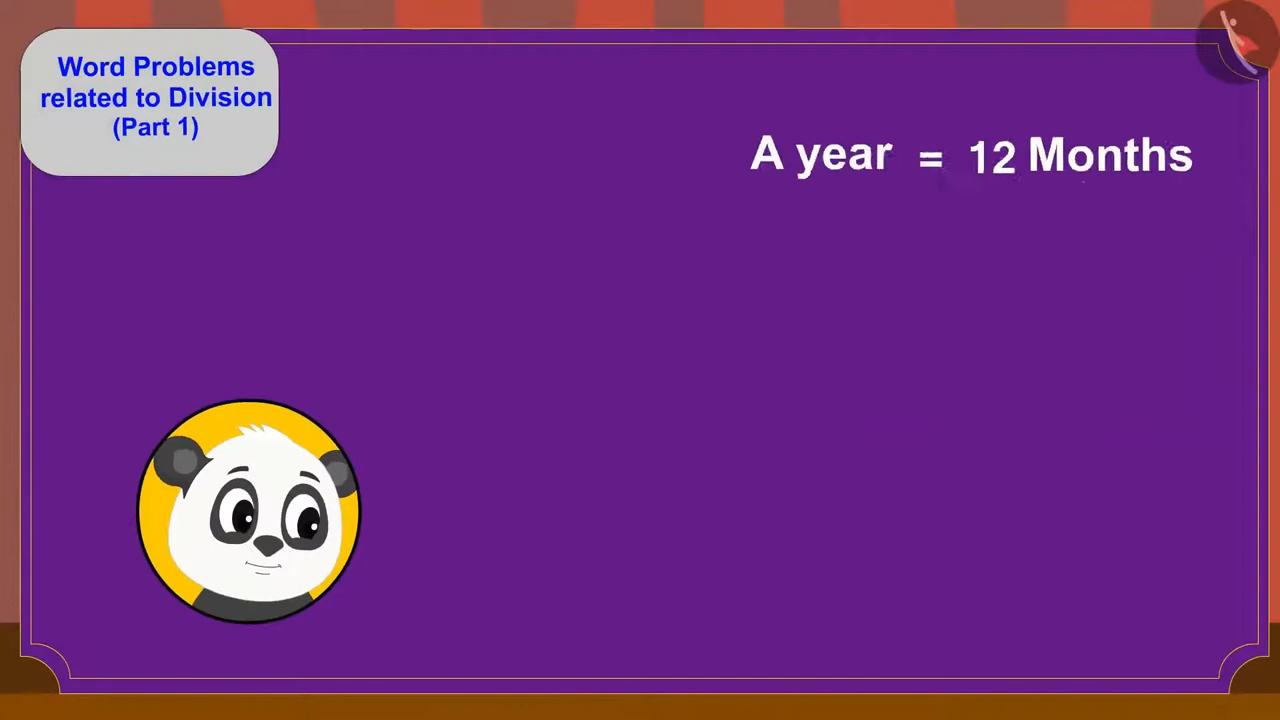 Word Problems
related to Division
(Part 1)
A year = 12 Months